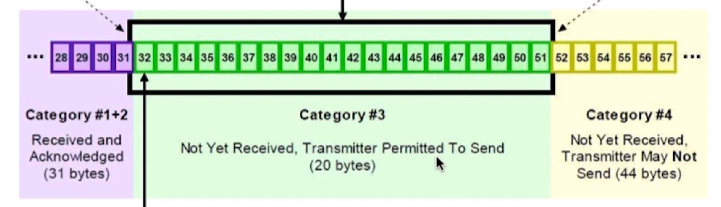 ... 28 29 30 31 32 33 34 35 36 37 38 39 40 41 42 43 44 45 46 47 48 49 50 51 52 53 54 55 56 57 ...
Category #1+2
Received and
Acknowledged
(31 bytes)
Category #3
Not Yet Received, Transmitter Permitted To Send
(20 bytes)
Category #4
Not Yet Received,
Transmitter May Not
Send (44 bytes)